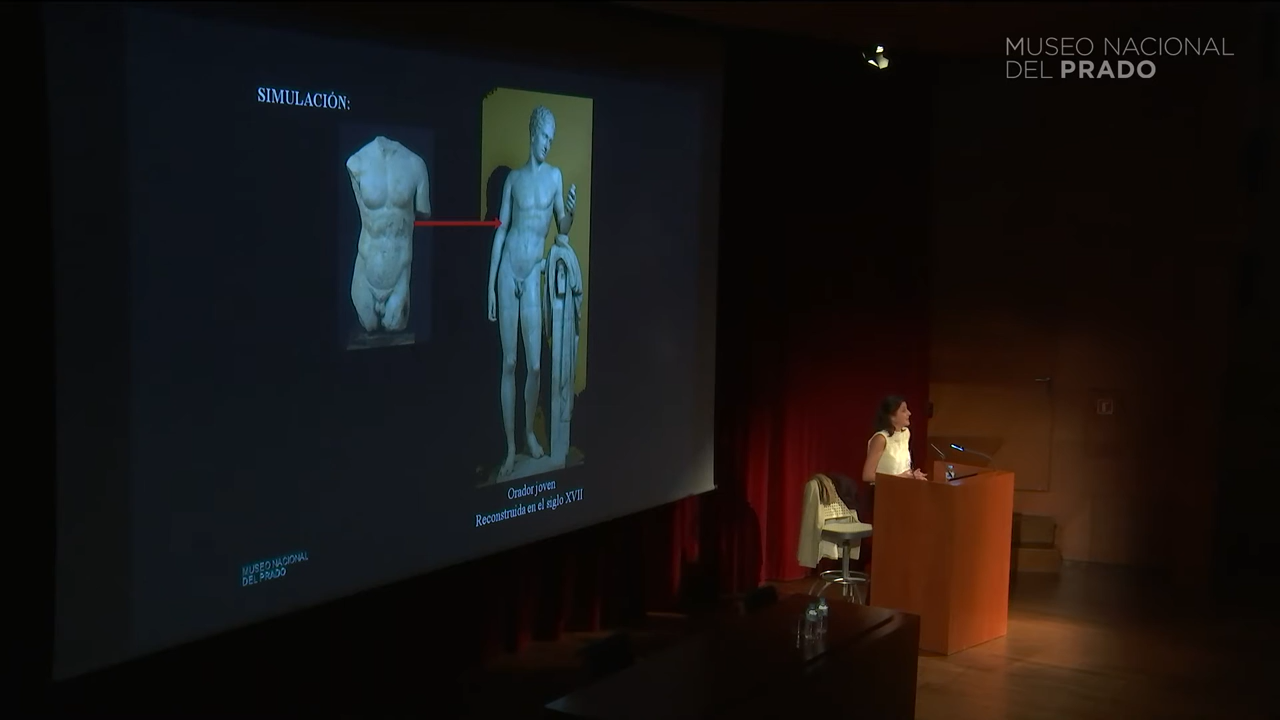 MUSEO NACIONAL
DEL PRADO
SIMULACIÓN:
Orador joven
Reconstruida en el siglo XVII
MUSEO NACIONAL
DEL PRADO